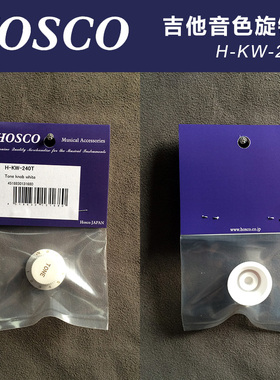 HOSCO
吉他音色旋钮
H-KW-2
HOSCO
Musical Accessories
H-KW-240T
Tone knob white
Hosco JAPAN
TONE
www.hosco.co.jp